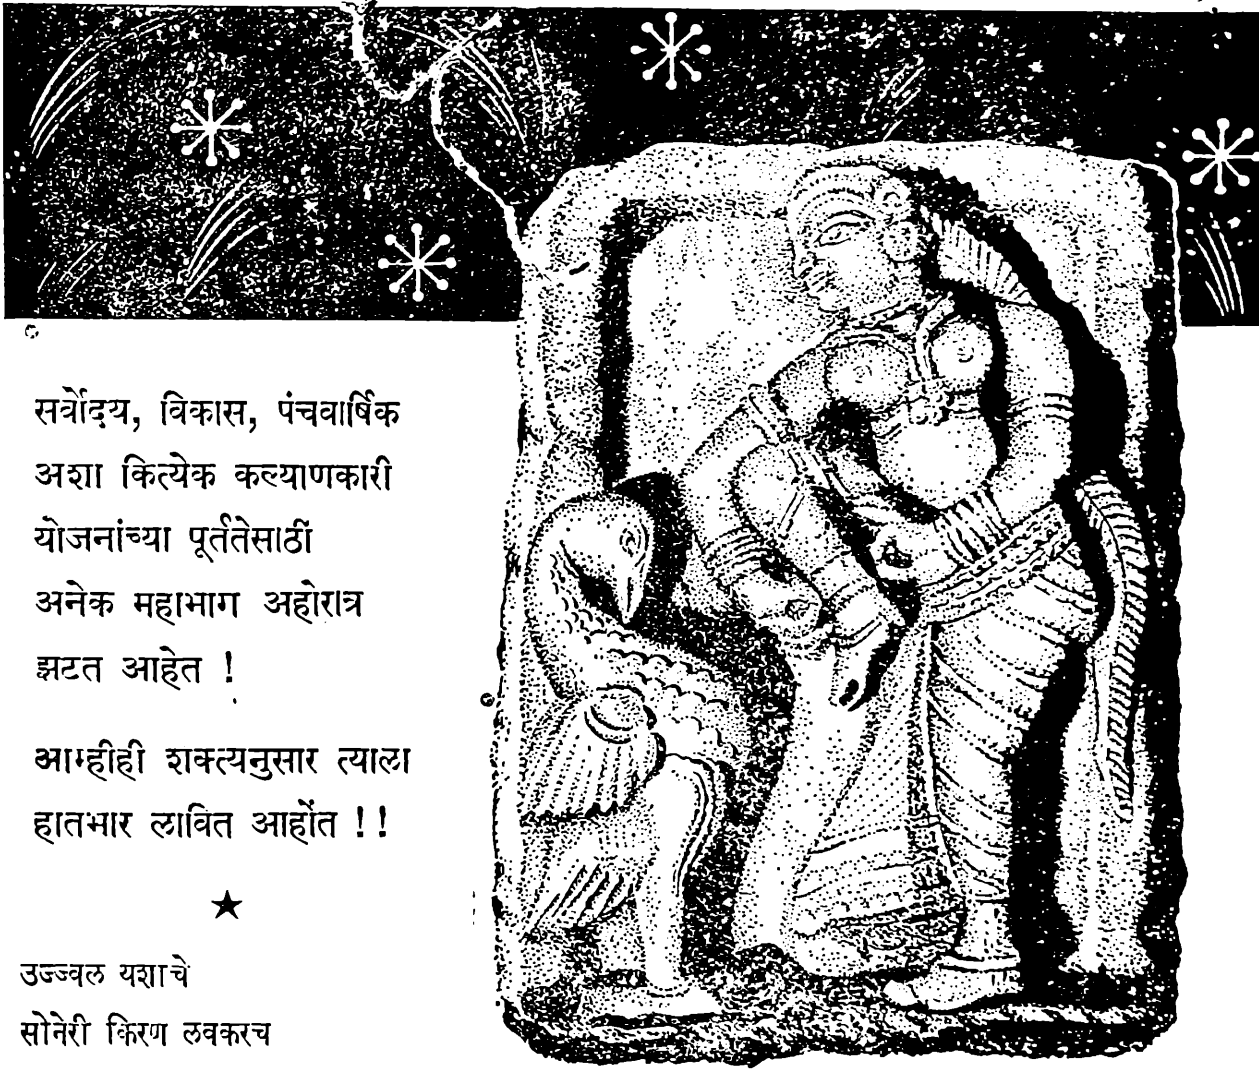 सर्वोदय, विकास, पंचवार्षिक
अशा कित्येक कल्याणकारी
योजनांच्या पूर्ततेसाठीं
अनेक महाभाग अहोरात्र
झटत आहेत !
आम्हीही शक्त्यनुसार त्याला
हातभार लावित आहोंत ! !
★
उज्ज्वल यशाचे
सोनेरी किरण लवकरच